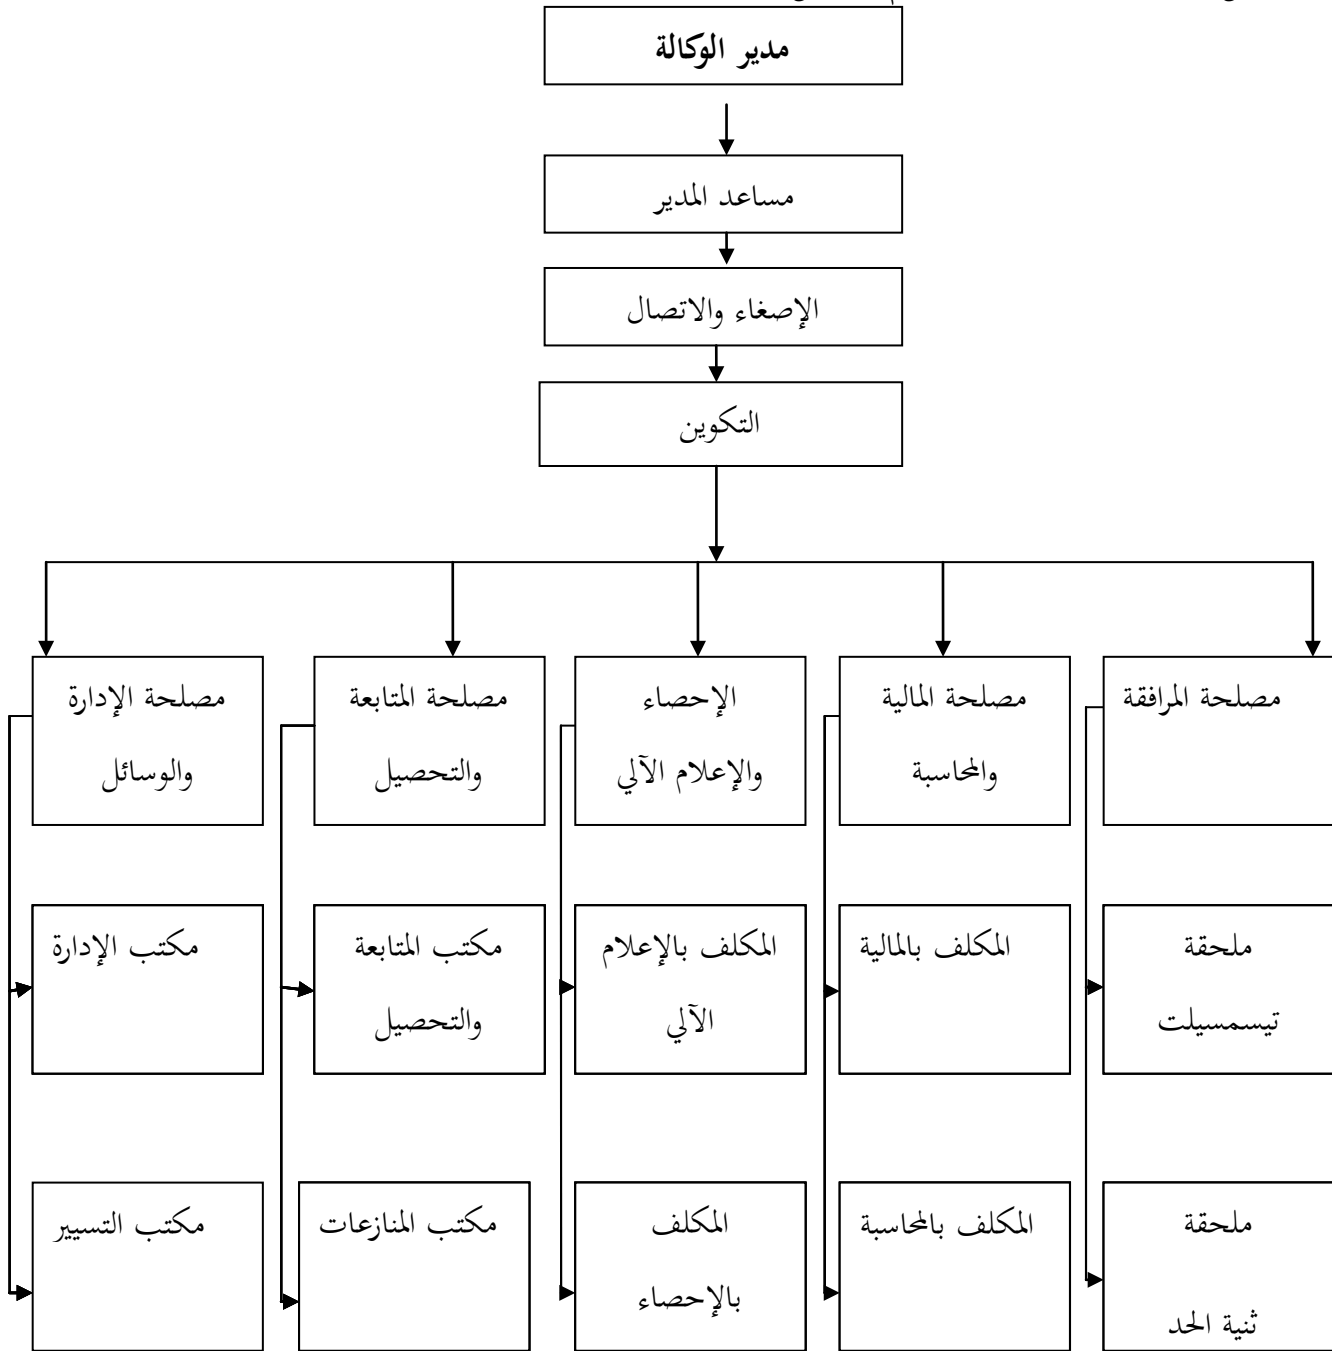 مدير الوكالة
مساعد المدير
الإصغاء والاتصال
التكوين
مصلحة المرافقة
مصلحة المالية
والمحاسبة
الإحصاء
والإعلام الآلي
مصلحة المتابعة
والتحصيل
مصلحة الإدارة
والوسائل
ملحقة
تيسمسيلت
المكلف بالمالية
المكلف بالإعلام
الآلي
مكتب المتابعة
والتحصيل
مكتب الإدارة
ملحقة
ثنية الحد
المكلف بالمحاسبة
المكلف
بالإحصاء
مكتب المنازعات
مكتب التسيير